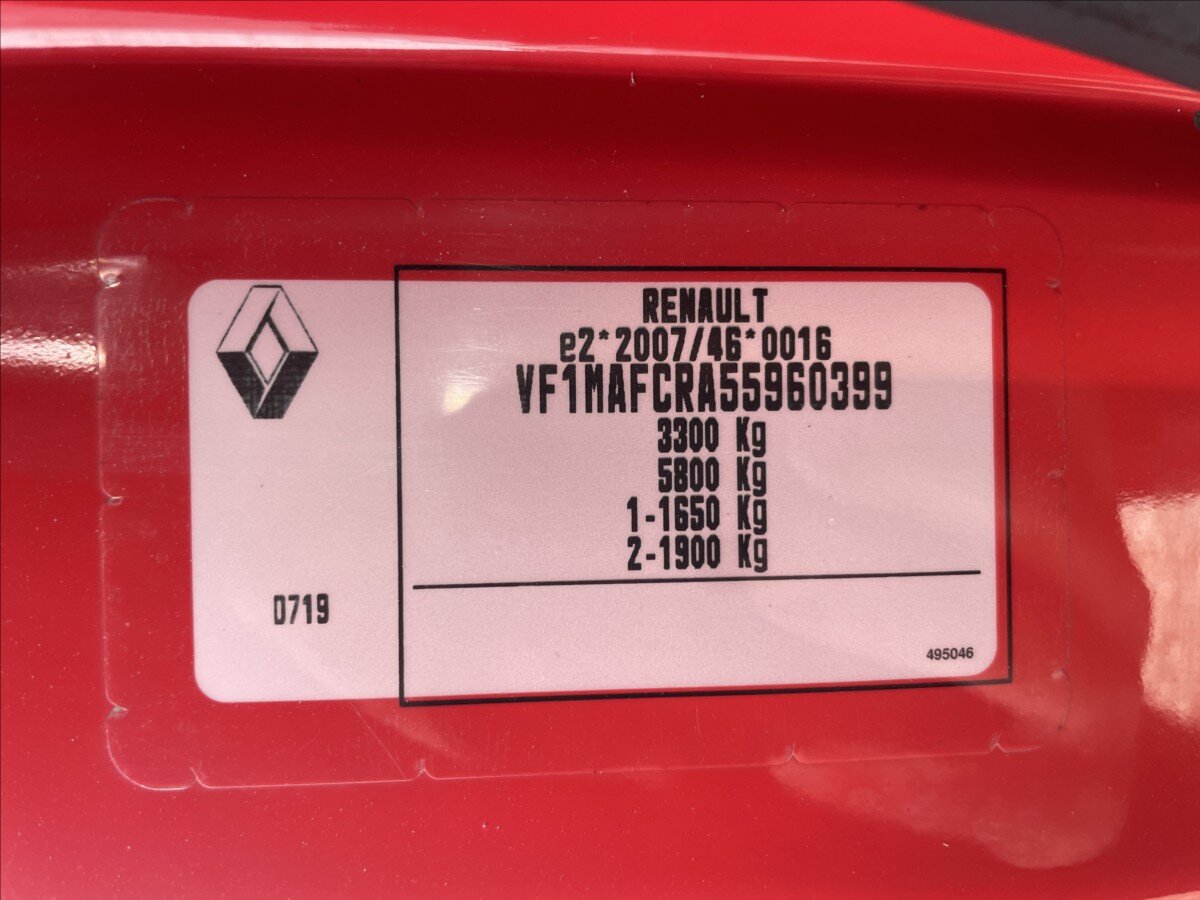 RENAULT
e2*2007/46*0016
VF1MAFCRA55960399
3300 Kg
5800 Kg
1-1650 Kg
2-1900 Kg
0719
495046